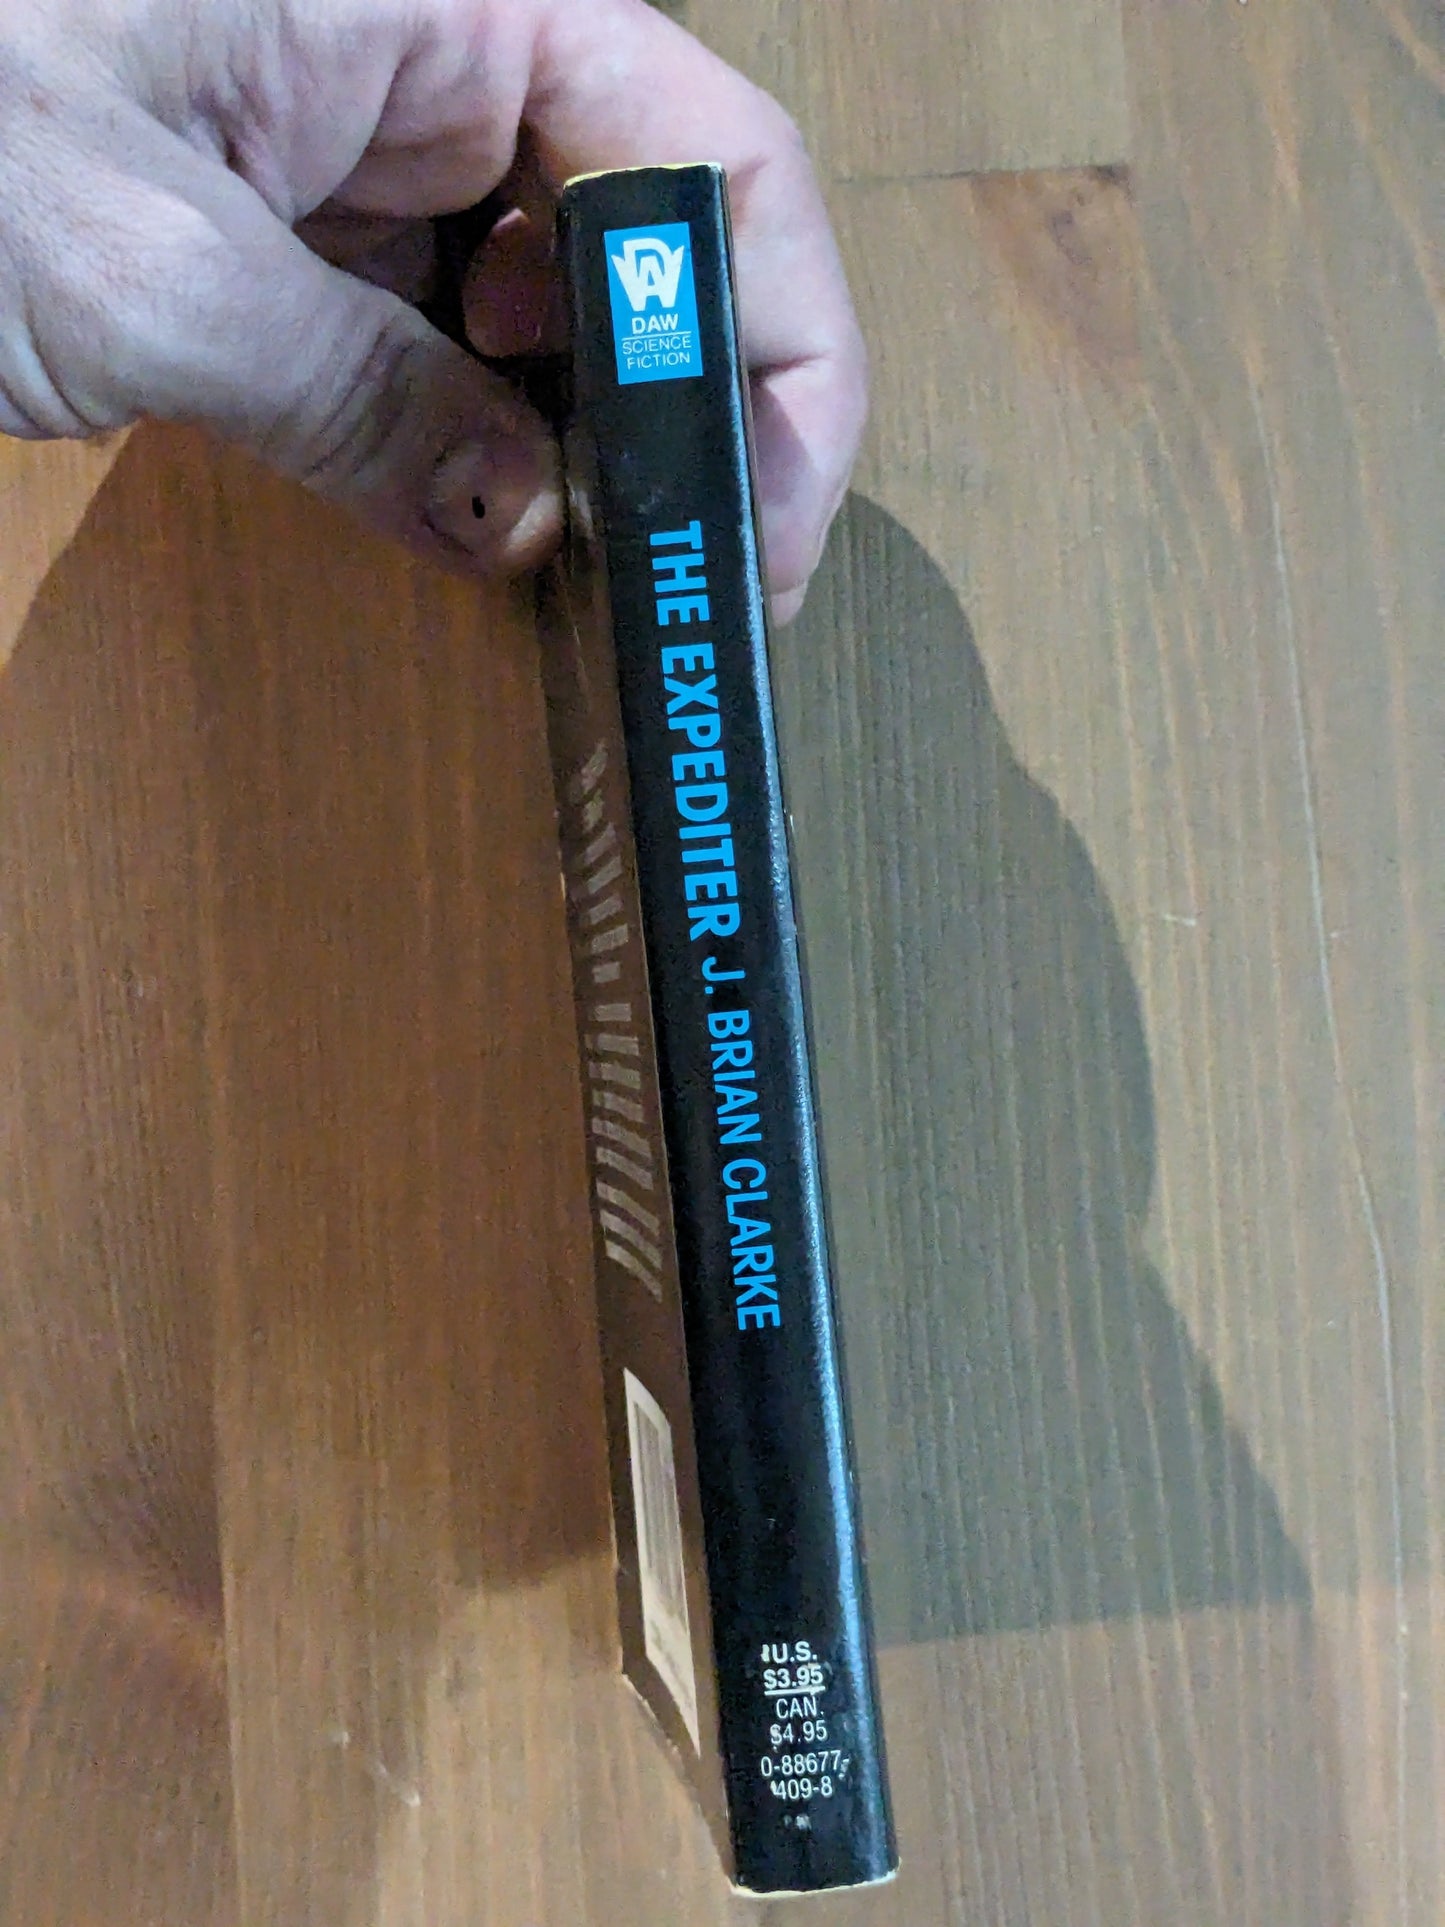 DAW
SCIENCE
FICTION
THE EXPEDITER J. BRIAN CLARKE
U.S.
$3.95
CAN.
$4.95
0-88677-
409-8